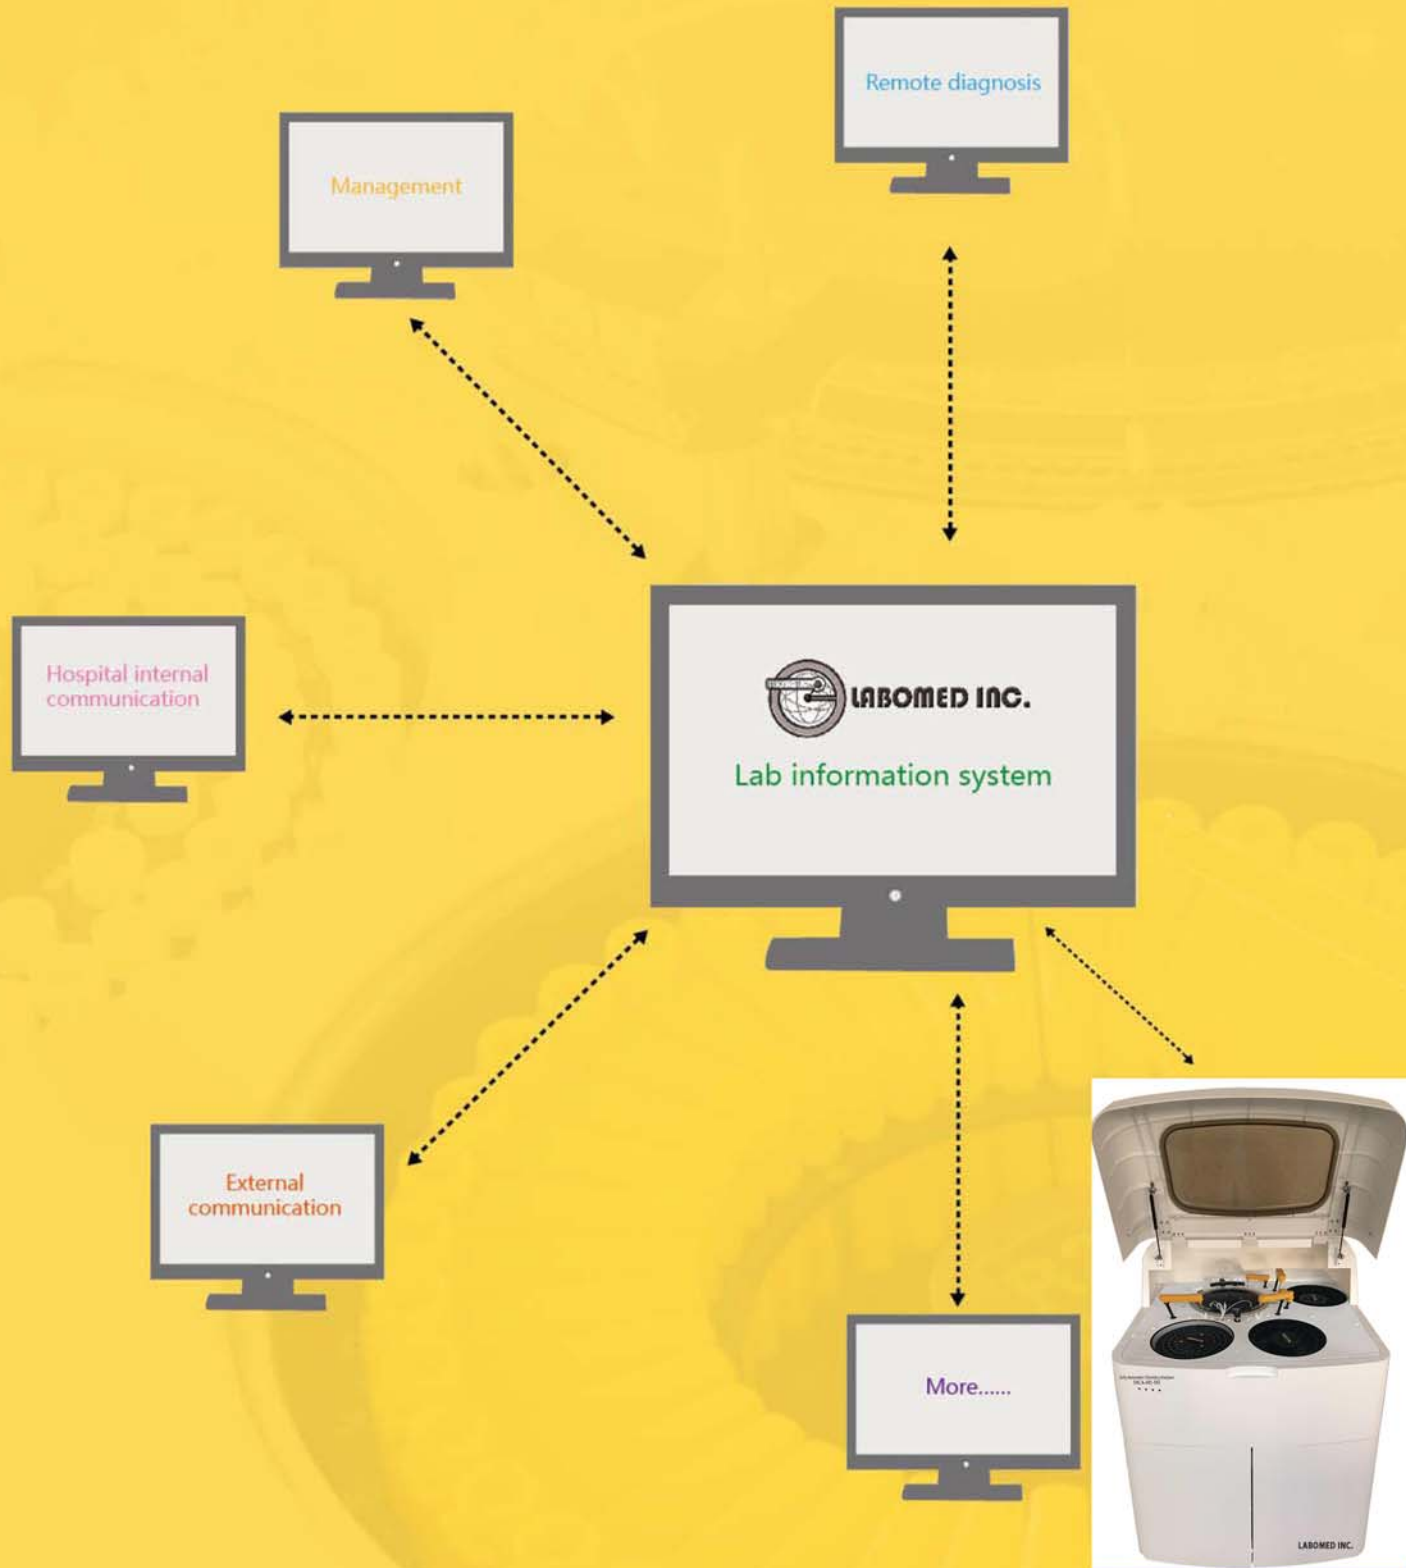 Remote diagnosis
Management
Hospital internal
communication
LABOMED INC.
Lab information system
External
communication
More......
LABOMED INC.